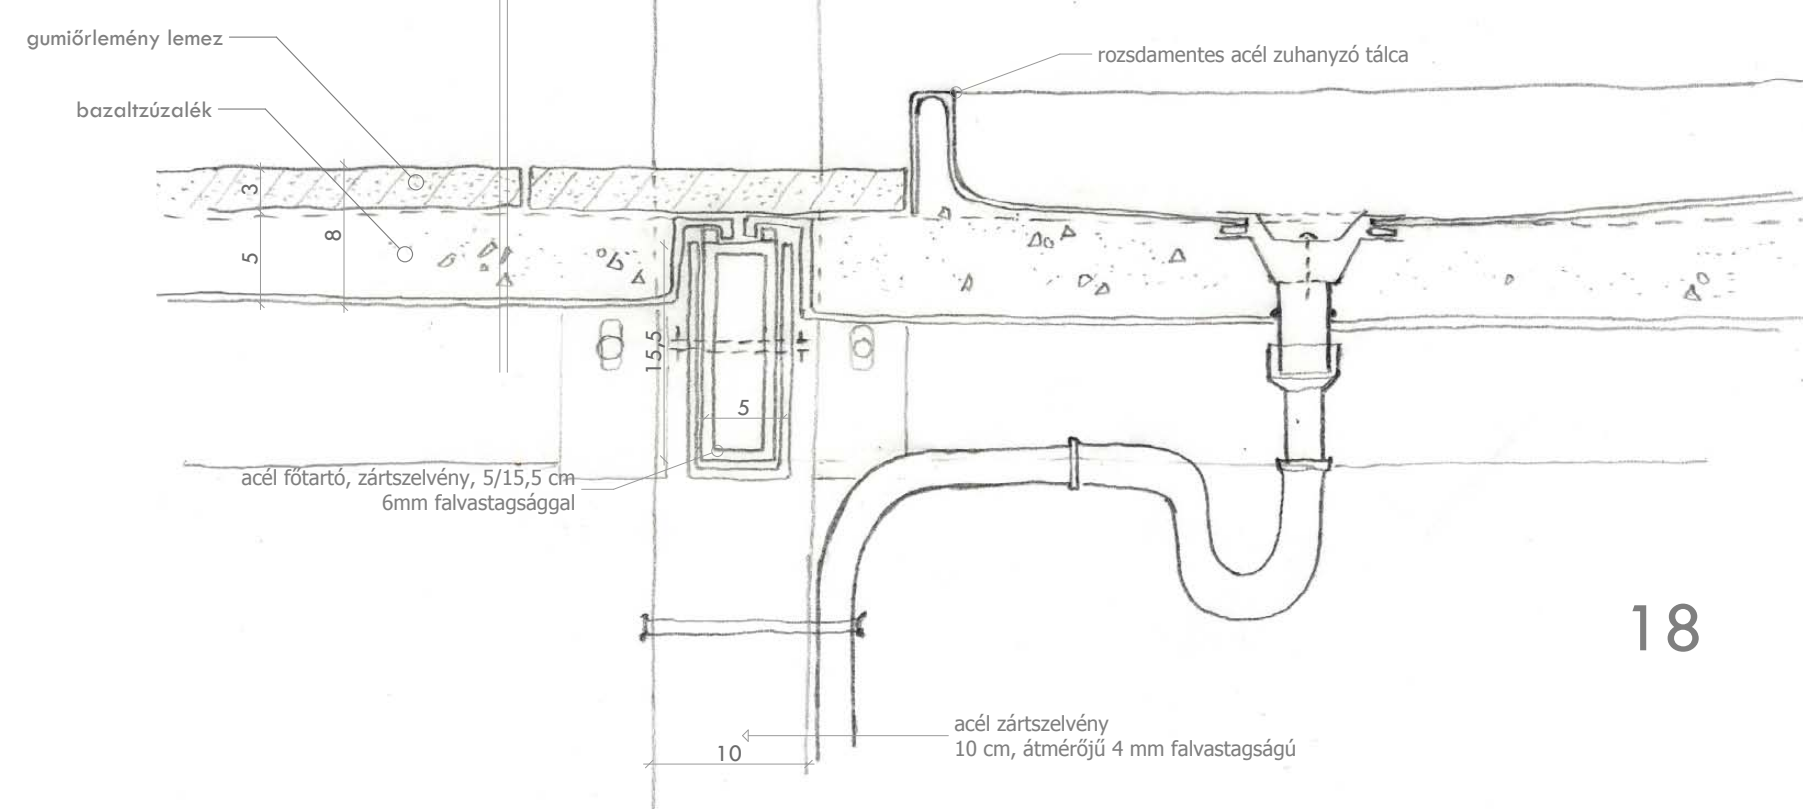 gumiőrlemény lemez
rozsdamentes acél zuhanyzó tálca
bazaltzúzalék
3
8
5
15,5
5
acél főtartó, zártszelvény, 5/15,5 cm
6mm falvastagsággal
18
acél zártszelvény
10 cm, átmérőjű 4 mm falvastagságú
10